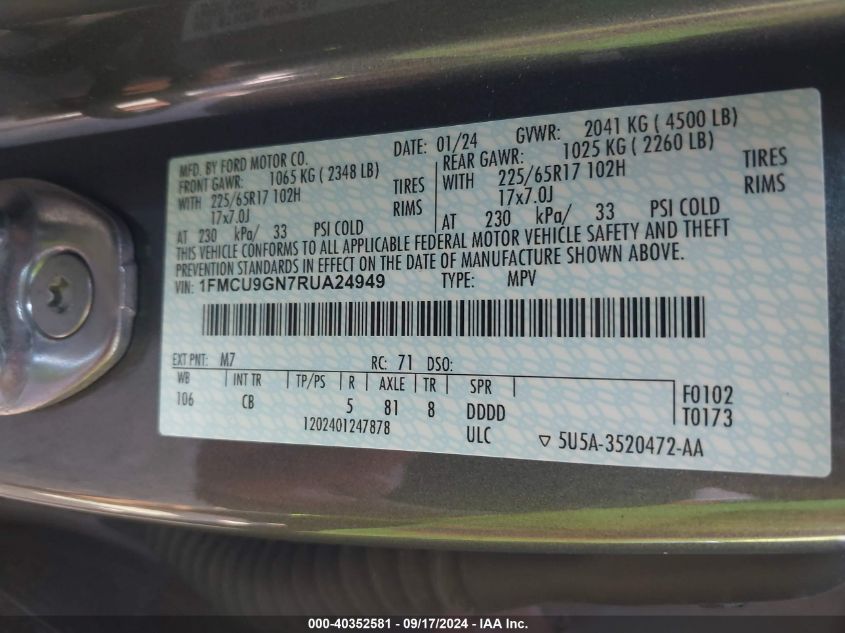 MFD. BY FORD MOTOR CO. DATE: 01/24 GVWR: 2041 KG ( 4500 LB)
FRONT GAWR: 1065 KG ( 2348 LB) REAR GAWR: 1025 KG ( 2260 LB)
WITH 225/65R17 102H TIRES WITH 225/65R17 102H TIRES
17x7.0J RIMS 17x7.0J RIMS
AT 230 kPa/ 33 PSI COLD AT 230 kPa/ 33 PSI COLD
THIS VEHICLE CONFORMS TO ALL APPLICABLE FEDERAL MOTOR VEHICLE SAFETY AND THEFT
PREVENTION STANDARDS IN EFFECT ON THE DATE OF MANUFACTURE SHOWN ABOVE.
VIN: 1FMCU9GN7RUA24949 TYPE: MPV
EXT PNT: M7 RC: 71 DSO:
WB INT TR TP/PS R AXLE TR SPR F0102
106 CB 5 81 8 DDDD T0173
1202401247878 ULC ▽ 5U5A-3520472-AA
000-40352581 - 09/17/2024 - IAA Inc.